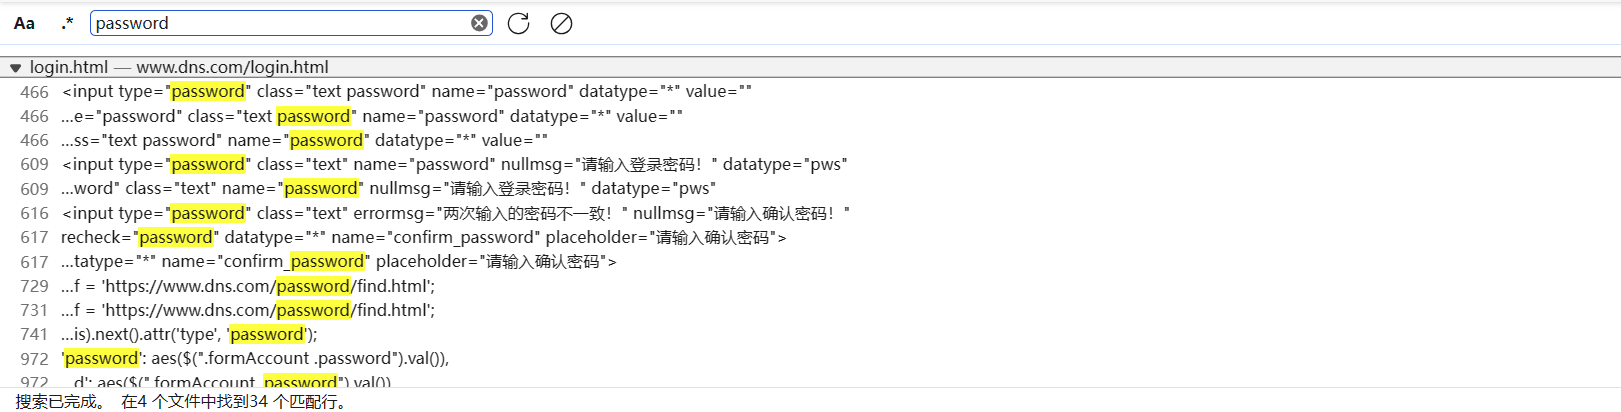 Aa .* password
login.html — www.dns.com/login.html
466 <input type="password" class="text password" name="password" datatype="*" value=""
466 ...e="password" class="text password" name="password" datatype="*" value=""
466 ...ss="text password" name="password" datatype="*" value=""
609 <input type="password" class="text" name="password" nullmsg="请输入登录密码！" datatype="pws"
609 ...word" class="text" name="password" nullmsg="请输入登录密码！" datatype="pws"
616 <input type="password" class="text" errormsg="两次输入的密码不一致！" nullmsg="请输入确认密码！"
617 recheck="password" datatype="*" name="confirm_password" placeholder="请输入确认密码">
617 ...tatype="*" name="confirm_password" placeholder="请输入确认密码">
729 ...f = 'https://www.dns.com/password/find.html';
731 ...f = 'https://www.dns.com/password/find.html';
741 ...is).next().attr('type', 'password');
972 'password': aes($(".formAccount .password").val()),
972 ...d': aes($(".formAccount .password").val())
搜索已完成。 在4 个文件中找到34 个匹配行。